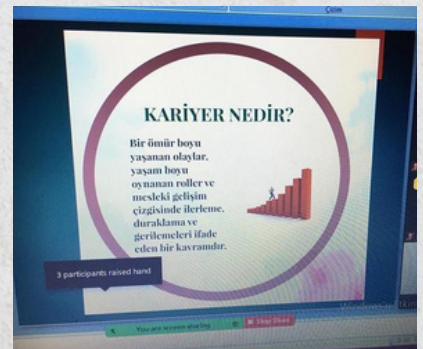 Çizim
KARİYER NEDİR?
Bir ömür boyu
yaşanan olaylar,
yaşam boyu
oynanan roller ve
mesleki gelişim
çizgisinde ilerleme,
duraklama ve
gerilemeleri ifade
eden bir kavramdır.
3 participants raised hand
You are screen sharing
Stop Share